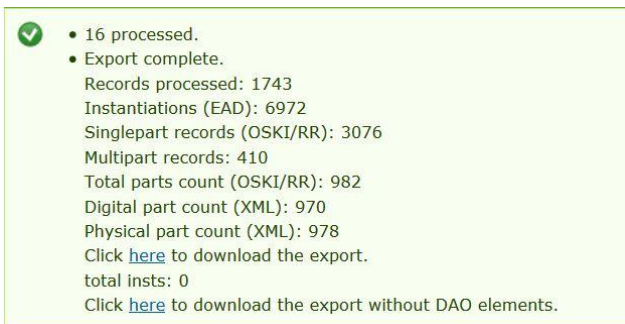 • 16 processed.
• Export complete.
Records processed: 1743
Instantiations (EAD): 6972
Singlepart records (OSKI/RR): 3076
Multipart records: 410
Total parts count (OSKI/RR): 982
Digital part count (XML): 970
Physical part count (XML): 978
Click here to download the export.
total insts: 0
Click here to download the export without DAO elements.